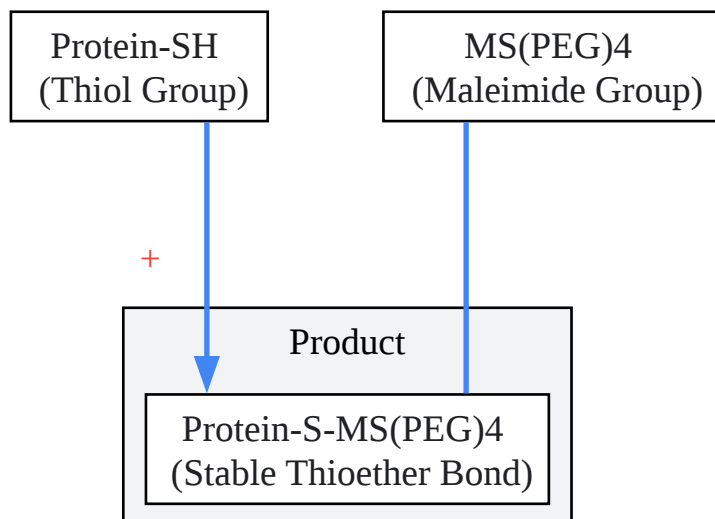 Protein-SH
(Thiol Group)
MS(PEG)4
(Maleimide Group)
+
Product
Protein-S-MS(PEG)4
(Stable Thioether Bond)